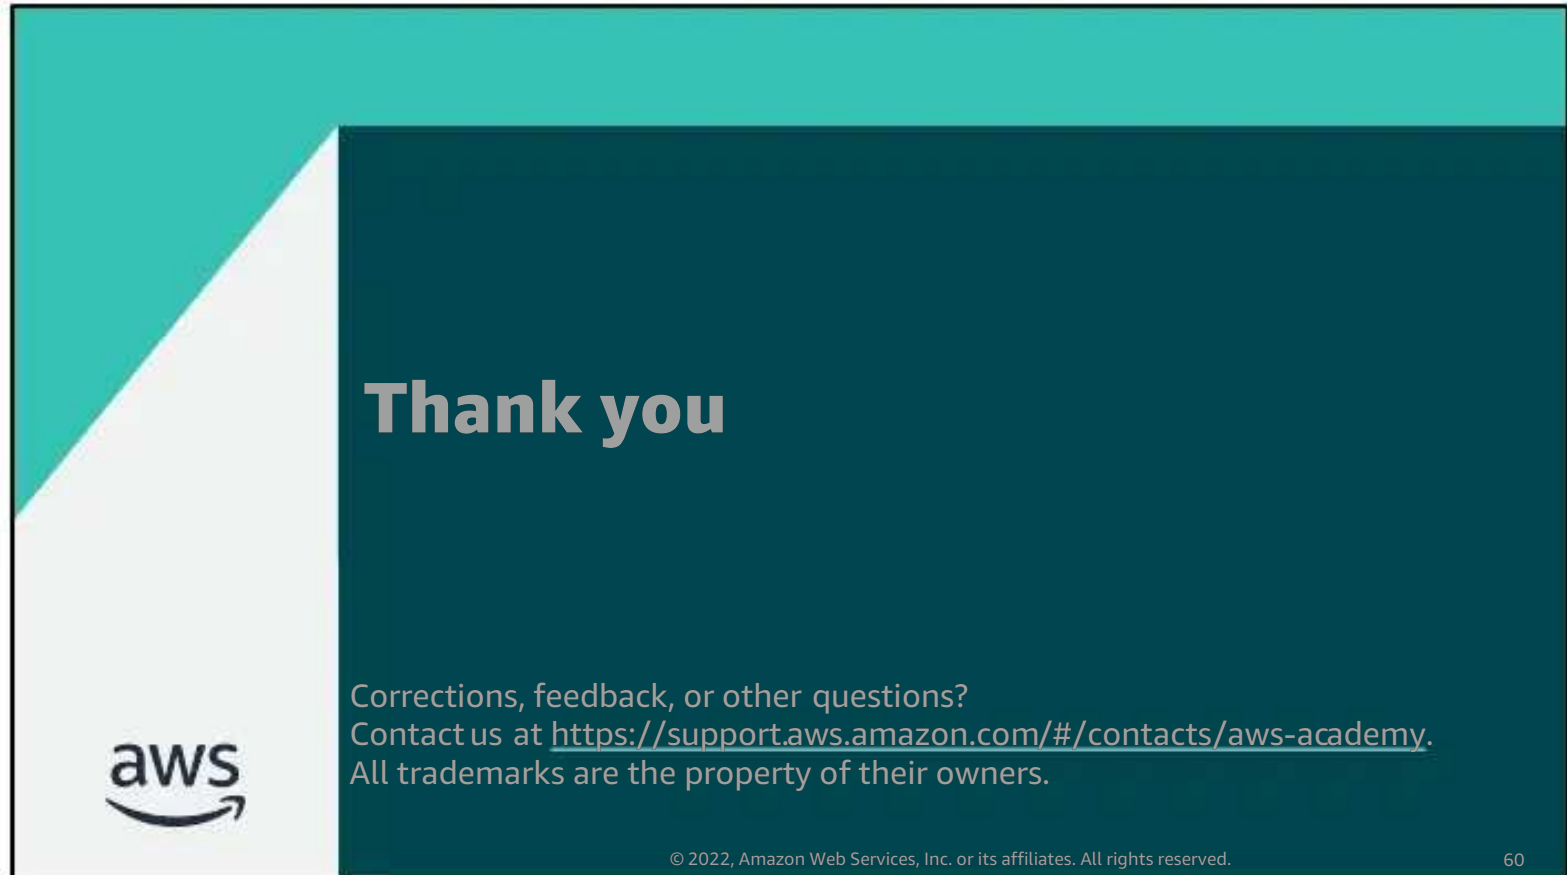 Thank you
Corrections, feedback, or other questions?
Contact us at https://support.aws.amazon.com/#/contacts/aws-academy.
All trademarks are the property of their owners.
aws
© 2022, Amazon Web Services, Inc. or its affiliates. All rights reserved.
60